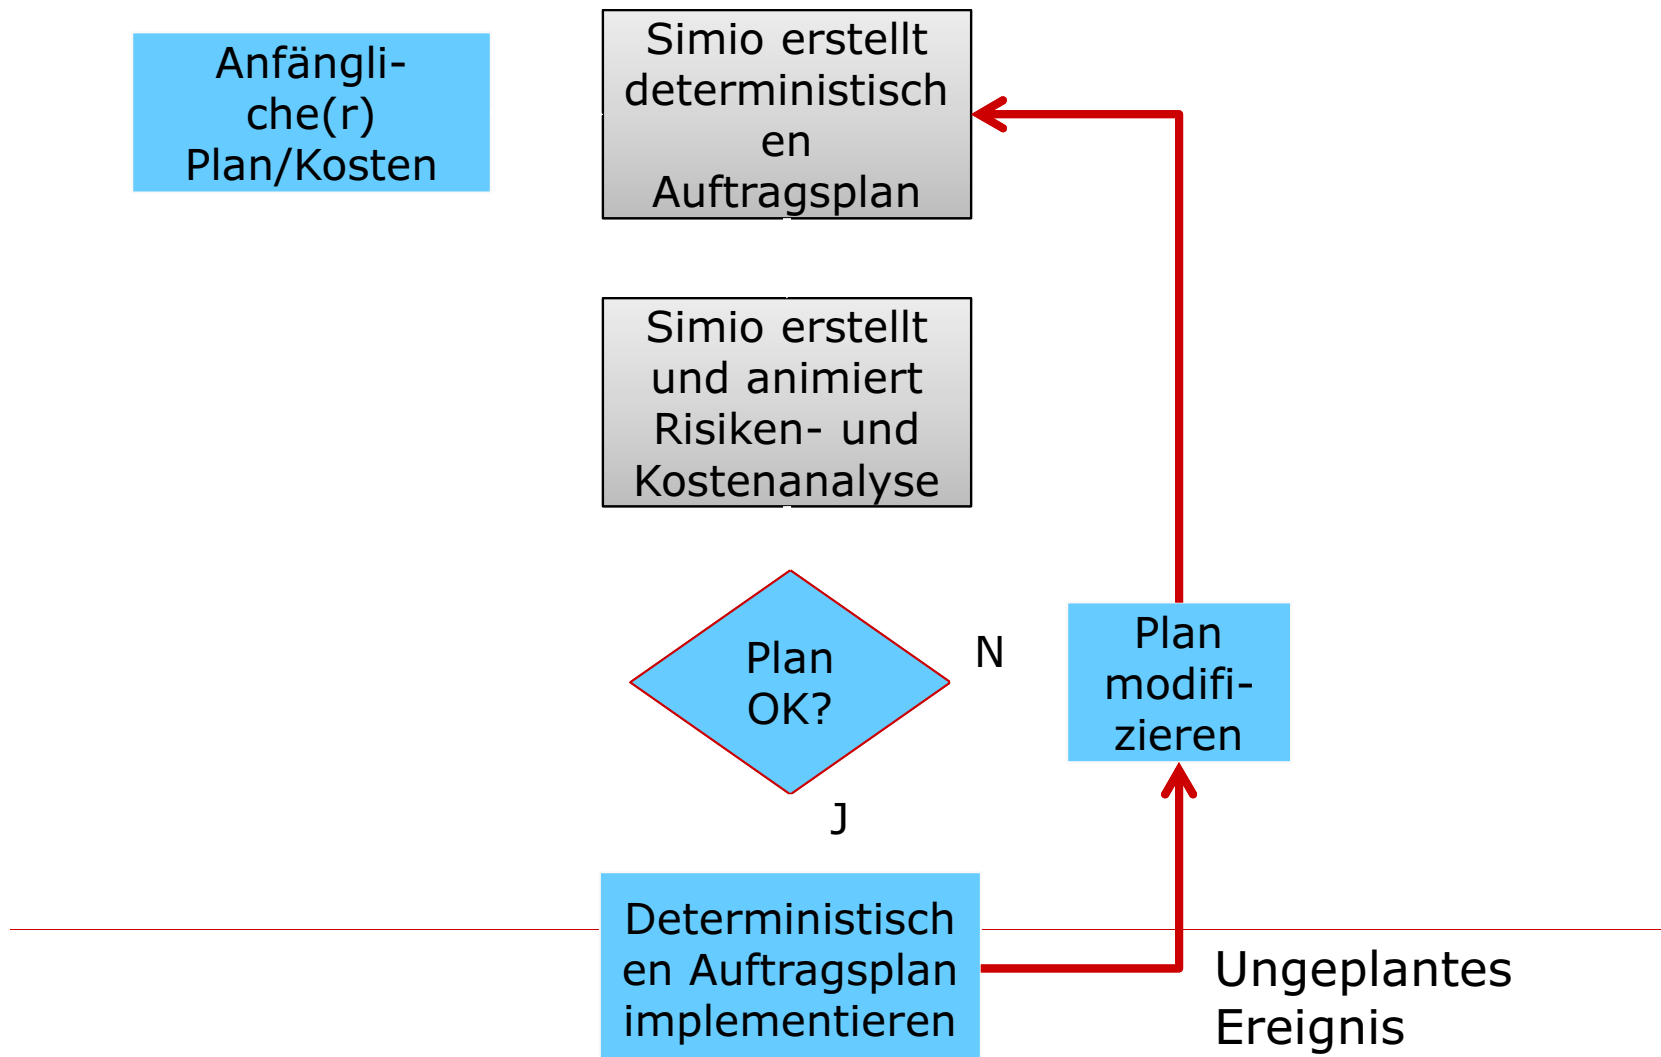 Anfängli-
che(r)
Plan/Kosten
Simio erstellt
deterministisch
en
Auftragsplan
Simio erstellt
und animiert
Risiken- und
Kostenanalyse
Plan
OK?
N
Plan
modifi-
zieren
J
Deterministisch
en Auftragsplan
implementieren
Ungeplantes
Ereignis